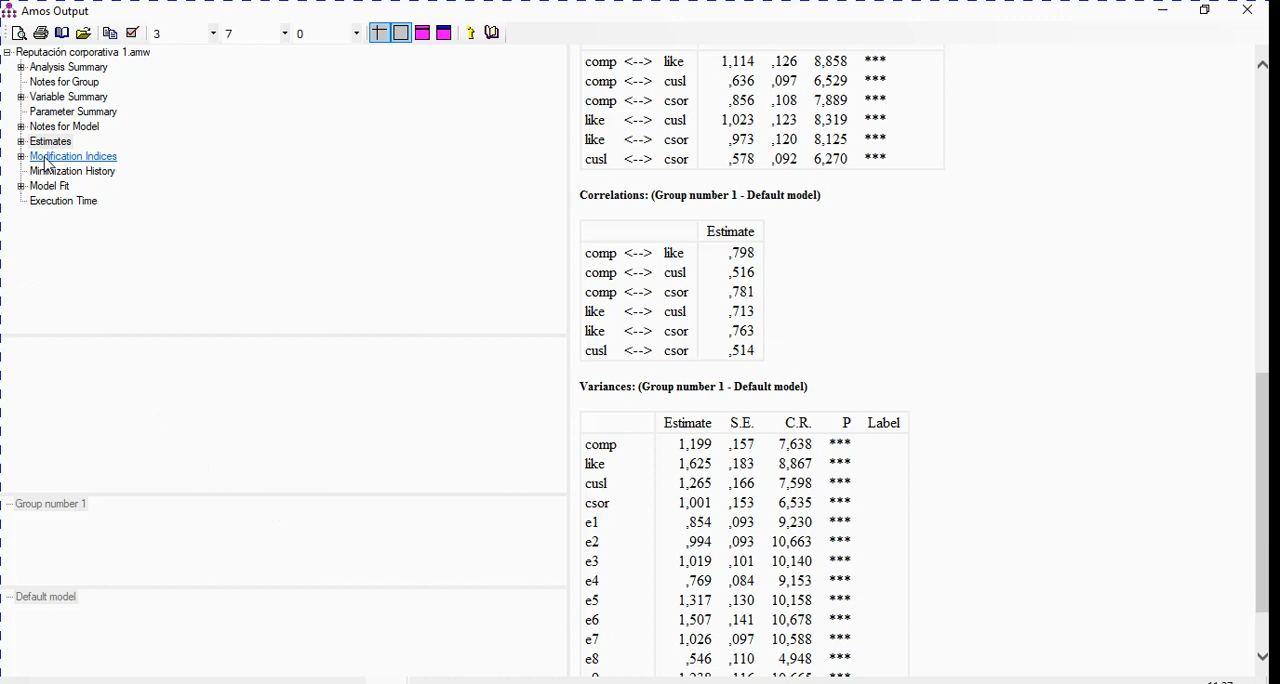 Amos Output
3 7 0
Reputación corporativa 1.amw
Analysis Summary
Notes for Group
Variable Summary
Parameter Summary
Notes for Model
Estimates
Modification Indices
Minimization History
Model Fit
Execution Time
Group number 1
Default model
comp <--> like 1,114 ,126 8,858 ***
comp <--> cusl ,636 ,097 6,529 ***
comp <--> csor ,856 ,108 7,889 ***
like <--> cusl 1,023 ,123 8,319 ***
like <--> csor ,973 ,120 8,125 ***
cusl <--> csor ,578 ,092 6,270 ***
Correlations: (Group number 1 - Default model)
Estimate
comp <--> like ,798
comp <--> cusl ,516
comp <--> csor ,781
like <--> cusl ,713
like <--> csor ,763
cusl <--> csor ,514
Variances: (Group number 1 - Default model)
Estimate S.E. C.R. P Label
comp 1,199 ,157 7,638 ***
like 1,625 ,183 8,867 ***
cusl 1,265 ,166 7,598 ***
csor 1,001 ,153 6,535 ***
e1 ,854 ,093 9,230 ***
e2 ,994 ,093 10,663 ***
e3 1,019 ,101 10,140 ***
e4 ,769 ,084 9,153 ***
e5 1,317 ,130 10,158 ***
e6 1,507 ,141 10,678 ***
e7 1,026 ,097 10,588 ***
e8 ,546 ,110 4,948 ***